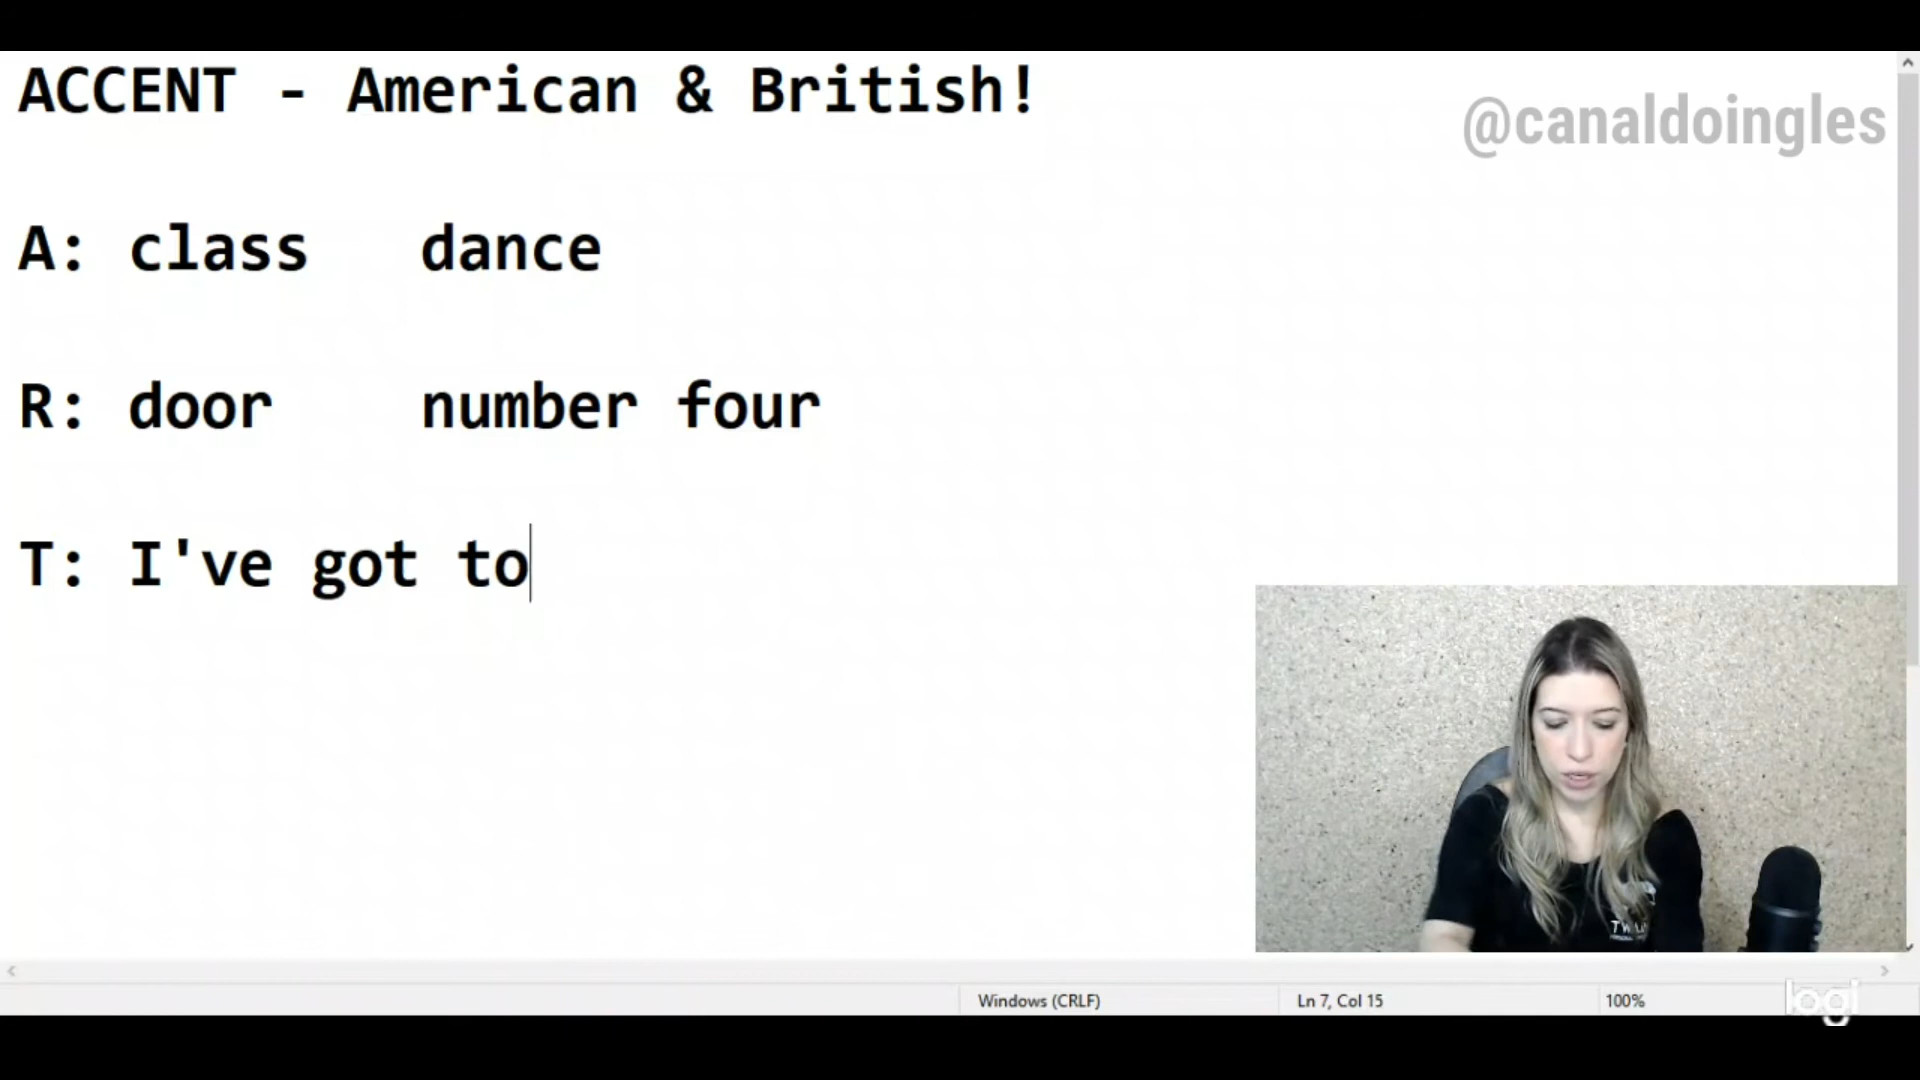 ACCENT - American & British!
@canaldoingles
A: class dance
R: door number four
T: I've got to
Windows (CRLF) Ln 7, Col 15 100%
logi